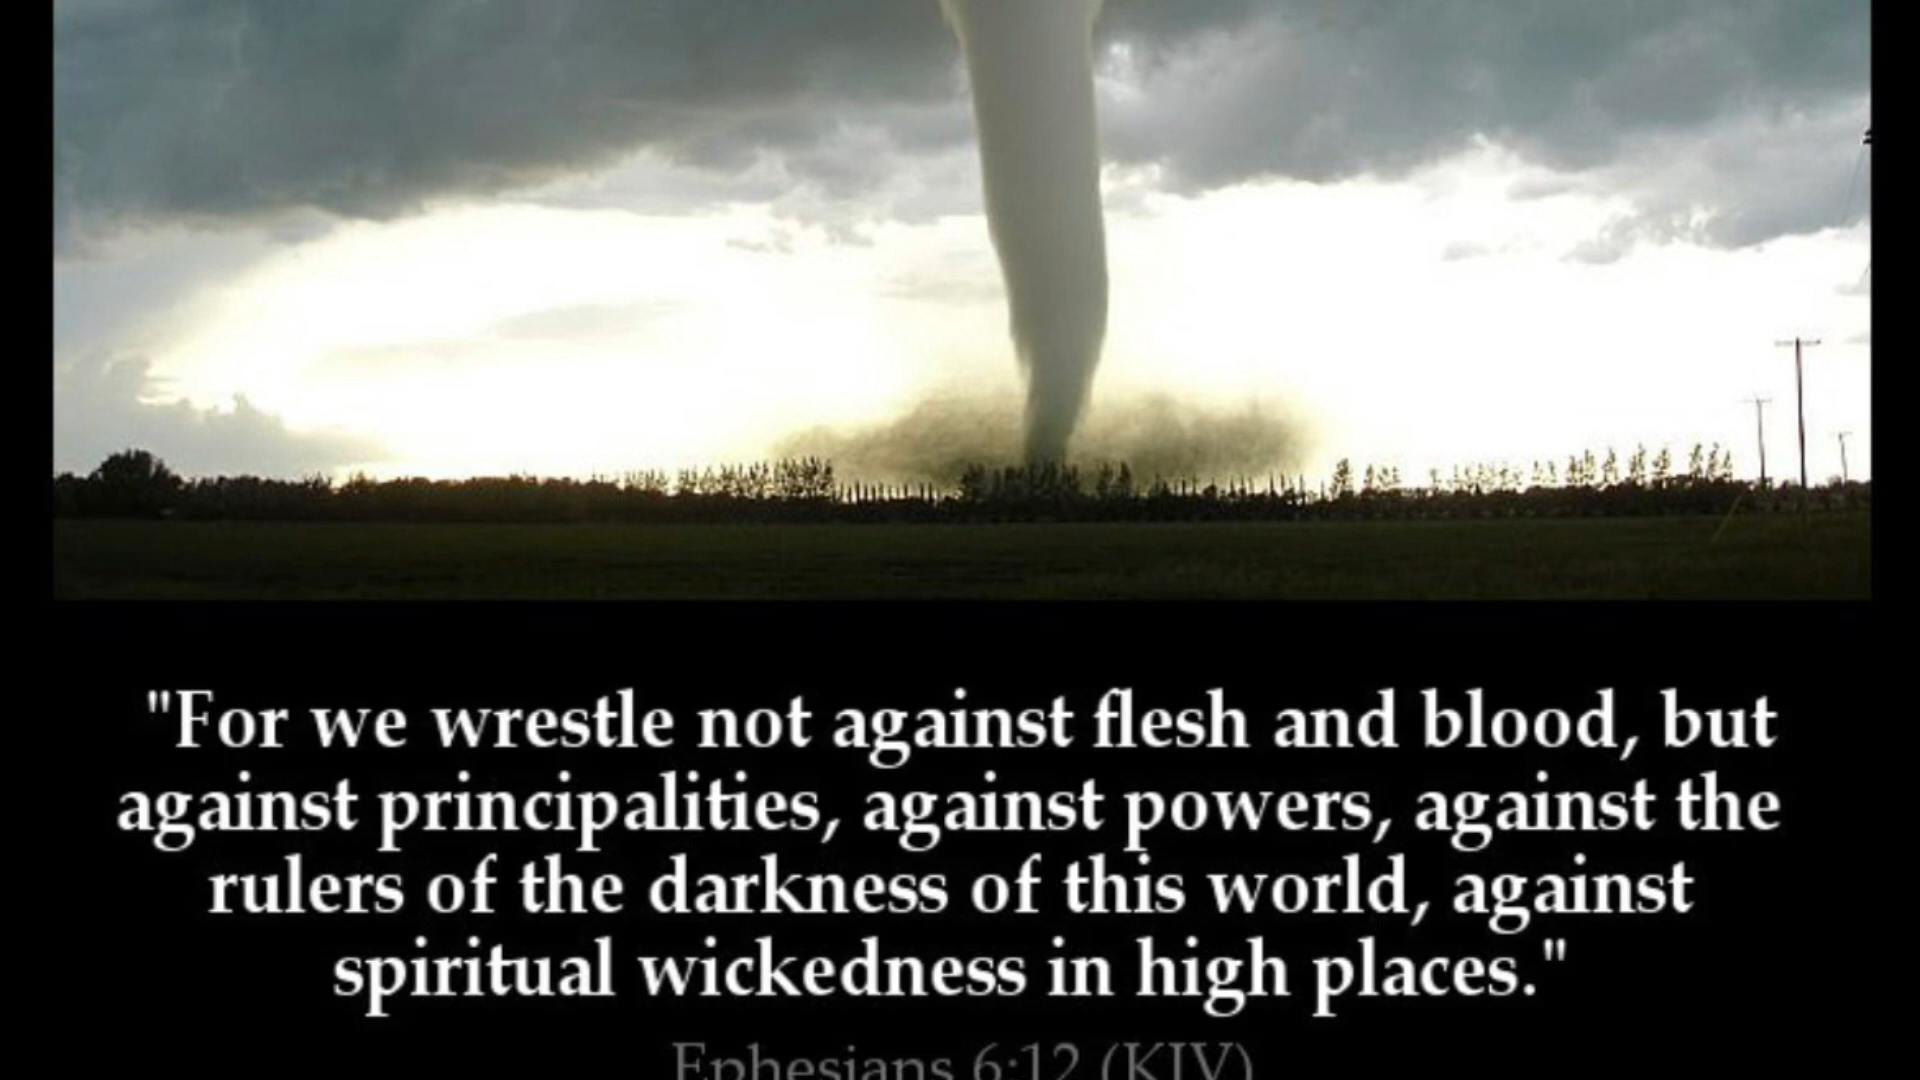 "For we wrestle not against flesh and blood, but
against principalities, against powers, against the
rulers of the darkness of this world, against
spiritual wickedness in high places."
Ephesians 6:12 (KJV)